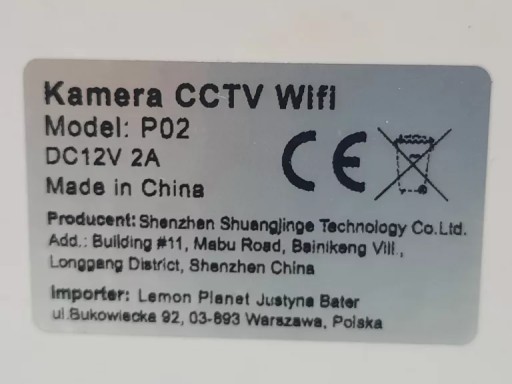 Kamera CCTV Wifi
Model: P02
DC12V 2A
Made in China
CE
Producent: Shenzhen Shuangjinge Technology Co.Ltd.
Add.: Building #11, Mabu Road, Bainikeng Vill.,
Longgang District, Shenzhen China
Importer: Lemon Planet Justyna Bater
ul.Bukowiecka 92, 03-893 Warszawa, Polska